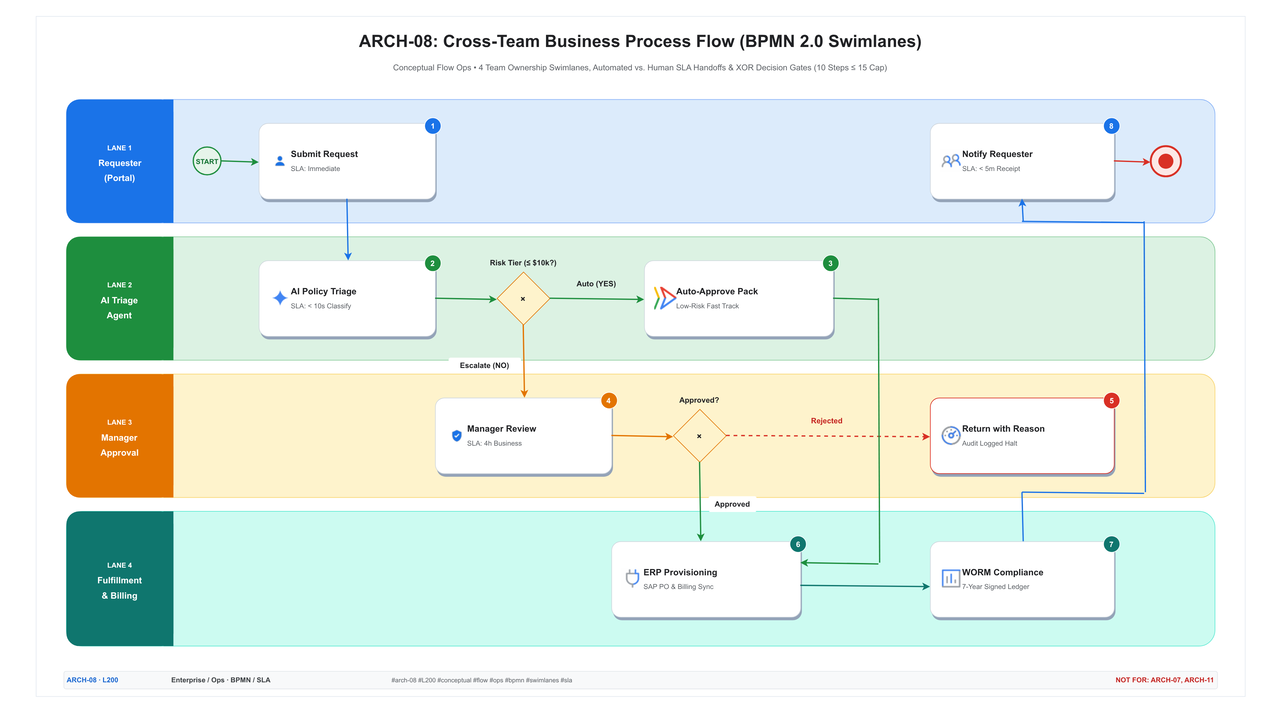 ARCH-08: Cross-Team Business Process Flow (BPMN 2.0 Swimlanes)
Conceptual Flow Ops • 4 Team Ownership Swimlanes, Automated vs. Human SLA Handoffs & XOR Decision Gates (10 Steps ≤ 15 Cap)
LANE 1
Requester
(Portal)
START
1
Submit Request
SLA: Immediate
8
Notify Requester
SLA: < 5m Receipt
LANE 2
AI Triage
Agent
2
AI Policy Triage
SLA: < 10s Classify
Risk Tier (≤ $10k?)
×
Auto (YES)
3
Auto-Approve Pack
Low-Risk Fast Track
Escalate (NO)
LANE 3
Manager
Approval
4
Manager Review
SLA: 4h Business
Approved?
×
Rejected
5
Return with Reason
Audit Logged Halt
Approved
LANE 4
Fulfillment
& Billing
6
ERP Provisioning
SAP PO & Billing Sync
7
WORM Compliance
7-Year Signed Ledger
ARCH-08 · L200
Enterprise / Ops · BPMN / SLA
#arch-08 #L200 #conceptual #flow #ops #bpmn #swimlanes #sla
NOT FOR: ARCH-07, ARCH-11